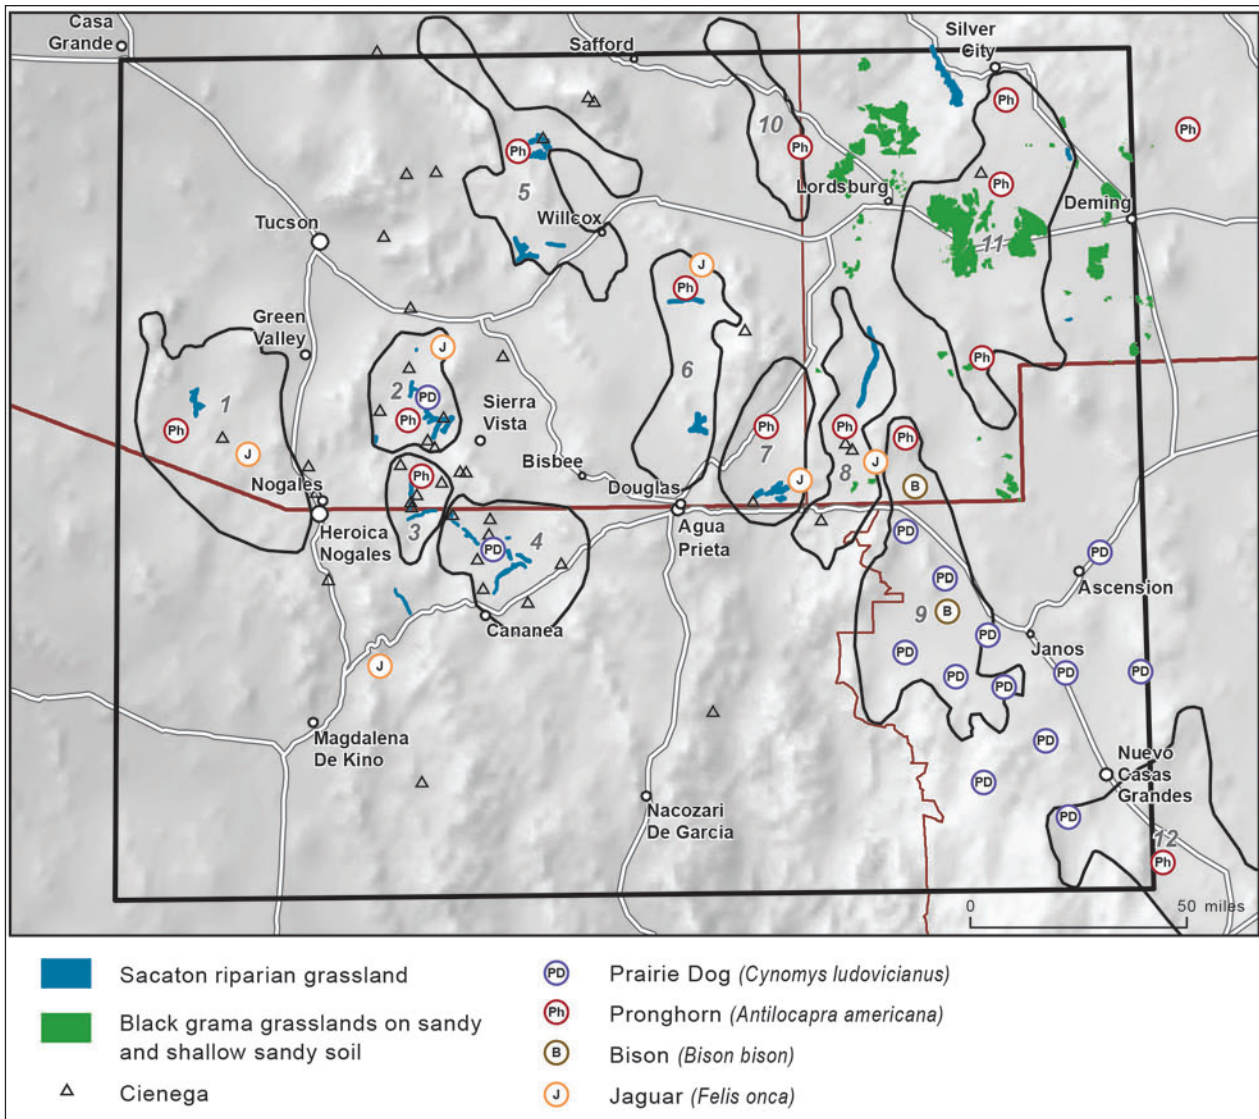 Casa
Grande
Safford
Silver
City
Ph
Ph
10
Ph
Ph
5
Lordsburg
Ph
Willcox
Deming
Tucson
11
J
Ph
Green
Valley
J
Ph
2
PD
6
1
Ph
Sierra
Vista
Ph
J
Ph
7
Ph
Ph
J
8
Bisbee
Ph
J
B
Nogales
Douglas
3
Heroica
Nogales
4
PD
Agua
Prieta
PD
PD
PD
Ascension
9
B
Cananea
PD
Janos
PD
J
PD
PD
PD
PD
Magdalena
De Kino
PD
Nuevo
Casas
Grandes
PD
Nacozari
De Garcia
PD
12
Ph
0 50 miles
Sacaton riparian grassland
Black grama grasslands on sandy
and shallow sandy soil
Cienega
PD Prairie Dog (Cynomys ludovicianus)
Ph Pronghorn (Antilocapra americana)
B Bison (Bison bison)
J Jaguar (Felis onca)